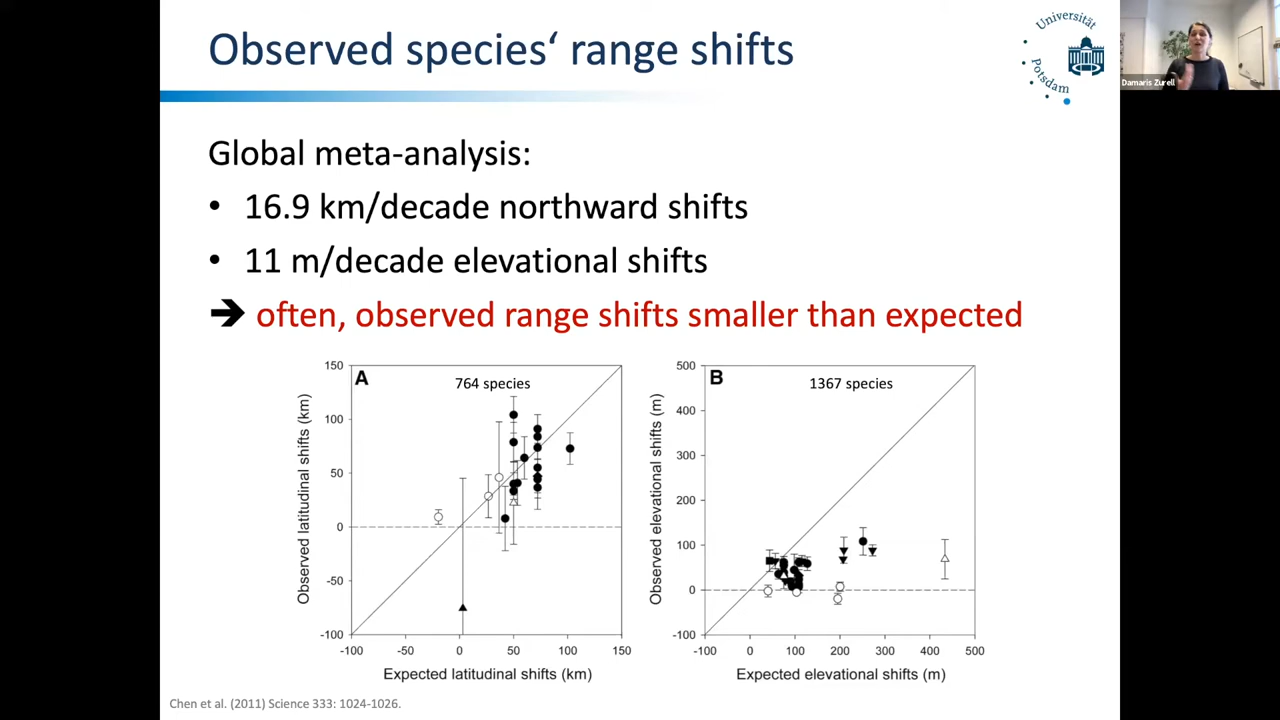 Observed species‘ range shifts
Universität
Potsdam
Damaris Zurell
Global meta-analysis:
• 16.9 km/decade northward shifts
• 11 m/decade elevational shifts
➔ often, observed range shifts smaller than expected
A
764 species
150
100
50
0
-50
-100
Observed latitudinal shifts (km)
-100 -50 0 50 100 150
Expected latitudinal shifts (km)
B
1367 species
500
400
300
200
100
0
-100
Observed elevational shifts (m)
-100 0 100 200 300 400 500
Expected elevational shifts (m)
Chen et al. (2011) Science 333: 1024-1026.